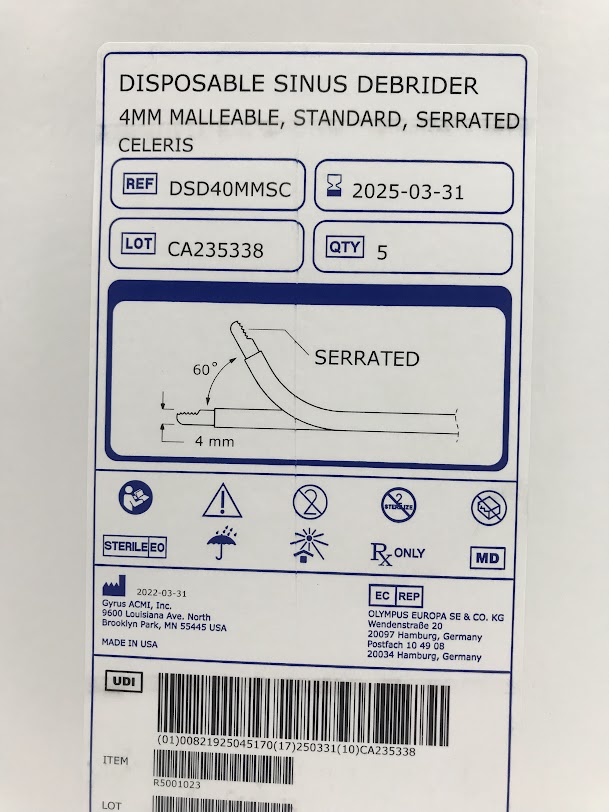 DISPOSABLE SINUS DEBRIDER
4MM MALLEABLE, STANDARD, SERRATED
CELERIS
REF DSD40MMSC
2025-03-31
LOT CA235338
QTY 5
60°
SERRATED
4 mm
2
2
STERILIZE
STERILE EO
Rx ONLY
MD
2022-03-31
Gyrus ACMI, Inc.
9600 Louisiana Ave. North
Brooklyn Park, MN 55445 USA
MADE IN USA
EC REP
OLYMPUS EUROPA SE & CO. KG
Wendenstraße 20
20097 Hamburg, Germany
Postfach 10 49 08
20034 Hamburg, Germany
UDI
(01)00821925045170(17)250331(10)CA235338
ITEM
R5001023
LOT